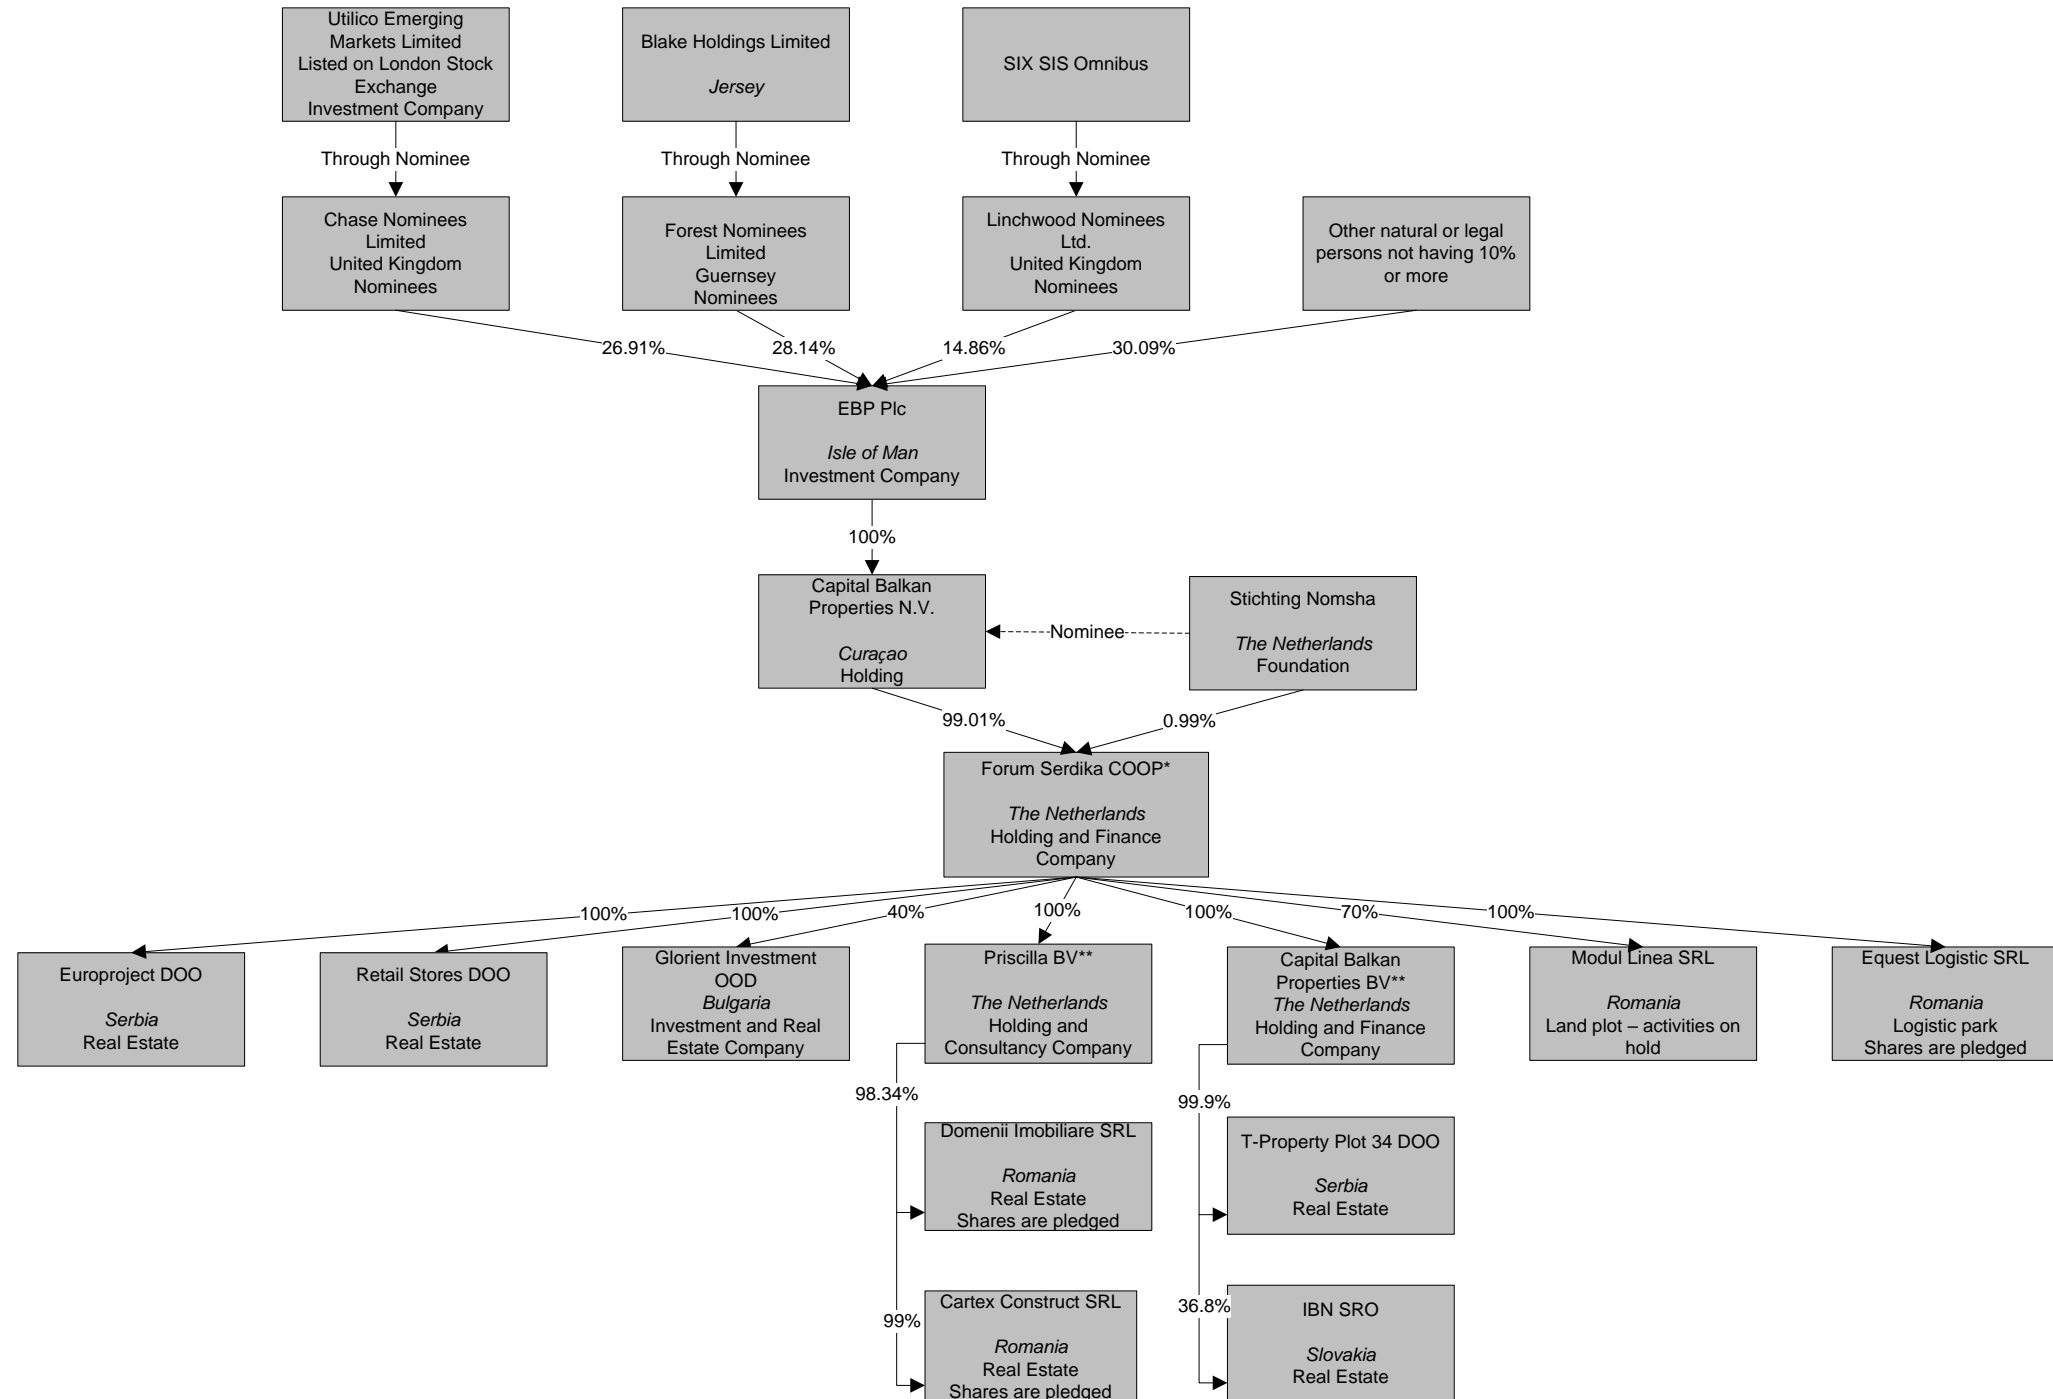 Utilico Emerging
Markets Limited
Listed on London Stock
Exchange
Investment Company
Blake Holdings Limited
Jersey
SIX SIS Omnibus
Through Nominee
Through Nominee
Through Nominee
Chase Nominees
Limited
United Kingdom
Nominees
Forest Nominees
Limited
Guernsey
Nominees
Linchwood Nominees
Ltd.
United Kingdom
Nominees
Other natural or legal
persons not having 10%
or more
26.91%
28.14%
14.86%
30.09%
EBP Plc
Isle of Man
Investment Company
100%
Capital Balkan
Properties N.V.
Curaçao
Holding
Nominee
Stichting Nomsha
The Netherlands
Foundation
99.01%
0.99%
Forum Serdika COOP*
The Netherlands
Holding and Finance
Company
100%
100%
40%
100%
100%
70%
100%
Europroject DOO
Serbia
Real Estate
Retail Stores DOO
Serbia
Real Estate
Glorient Investment
OOD
Bulgaria
Investment and Real
Estate Company
Priscilla BV**
The Netherlands
Holding and
Consultancy Company
Capital Balkan
Properties BV**
The Netherlands
Holding and Finance
Company
Modul Linea SRL
Romania
Land plot – activities on
hold
Equest Logistic SRL
Romania
Logistic park
Shares are pledged
98.34%
Domenii Imobiliare SRL
Romania
Real Estate
Shares are pledged
99.9%
T-Property Plot 34 DOO
Serbia
Real Estate
99%
Cartex Construct SRL
Romania
Real Estate
Shares are pledged
36.8%
IBN SRO
Slovakia
Real Estate